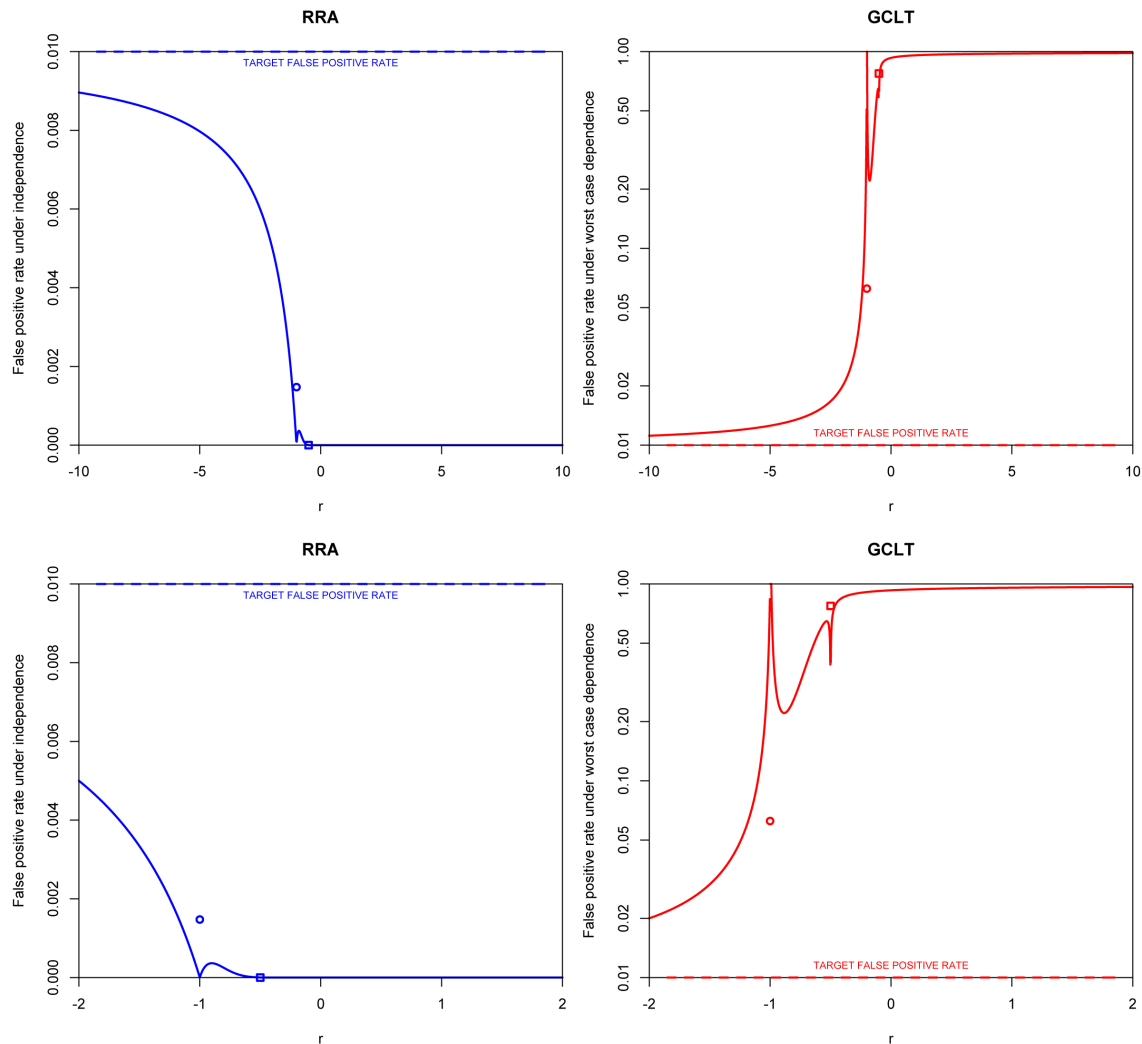 RRA
TARGET FALSE POSITIVE RATE
False positive rate under independence
0.010
0.008
0.006
0.004
0.002
0.000
-10 -5 0 5 10
r
GCLT
TARGET FALSE POSITIVE RATE
False positive rate under worst case dependence
1.00
0.50
0.20
0.10
0.05
0.02
0.01
-10 -5 0 5 10
r
RRA
TARGET FALSE POSITIVE RATE
False positive rate under independence
0.010
0.008
0.006
0.004
0.002
0.000
-2 -1 0 1 2
r
GCLT
TARGET FALSE POSITIVE RATE
False positive rate under worst case dependence
1.00
0.50
0.20
0.10
0.05
0.02
0.01
-2 -1 0 1 2
r